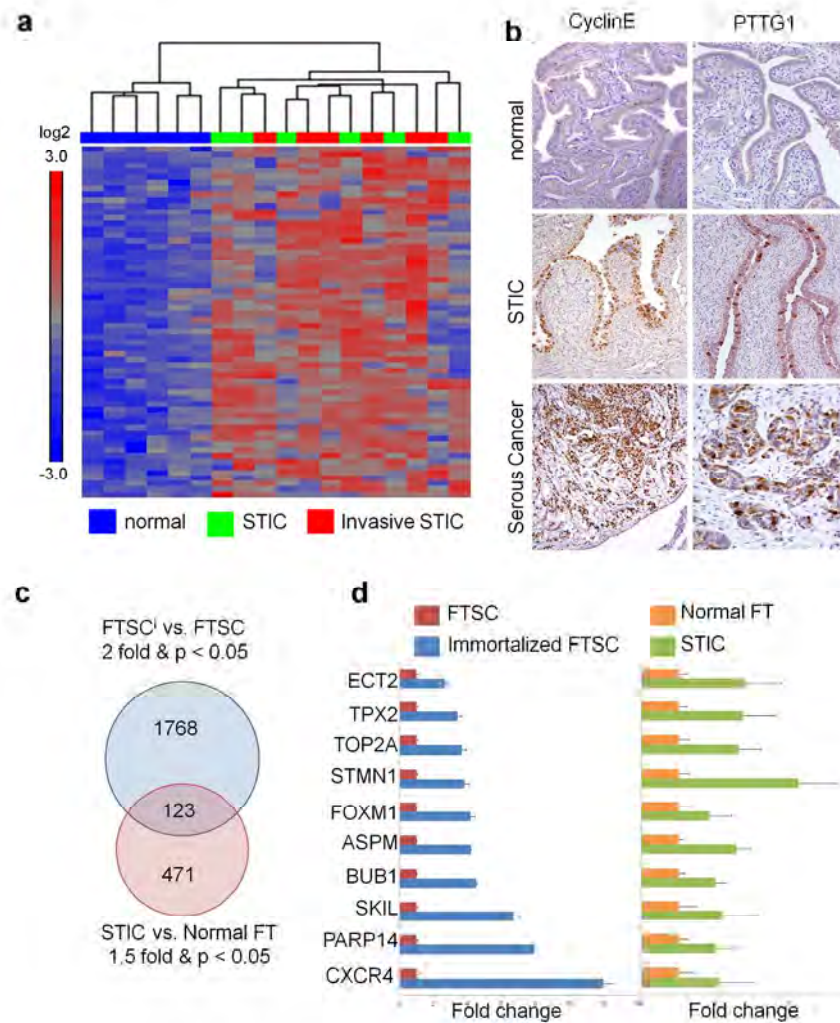 a
log2
3.0
-3.0
normal
STIC
Invasive STIC
b
CyclinE
PTTG1
normal
STIC
Serous Cancer
c
FTSCⁱ vs. FTSC
2 fold & p < 0.05
1768
123
471
STIC vs. Normal FT
1.5 fold & p < 0.05
d
FTSC
Immortalized FTSC
Normal FT
STIC
ECT2
TPX2
TOP2A
STMN1
FOXM1
ASPM
BUB1
SKIL
PARP14
CXCR4
Fold change
Fold change